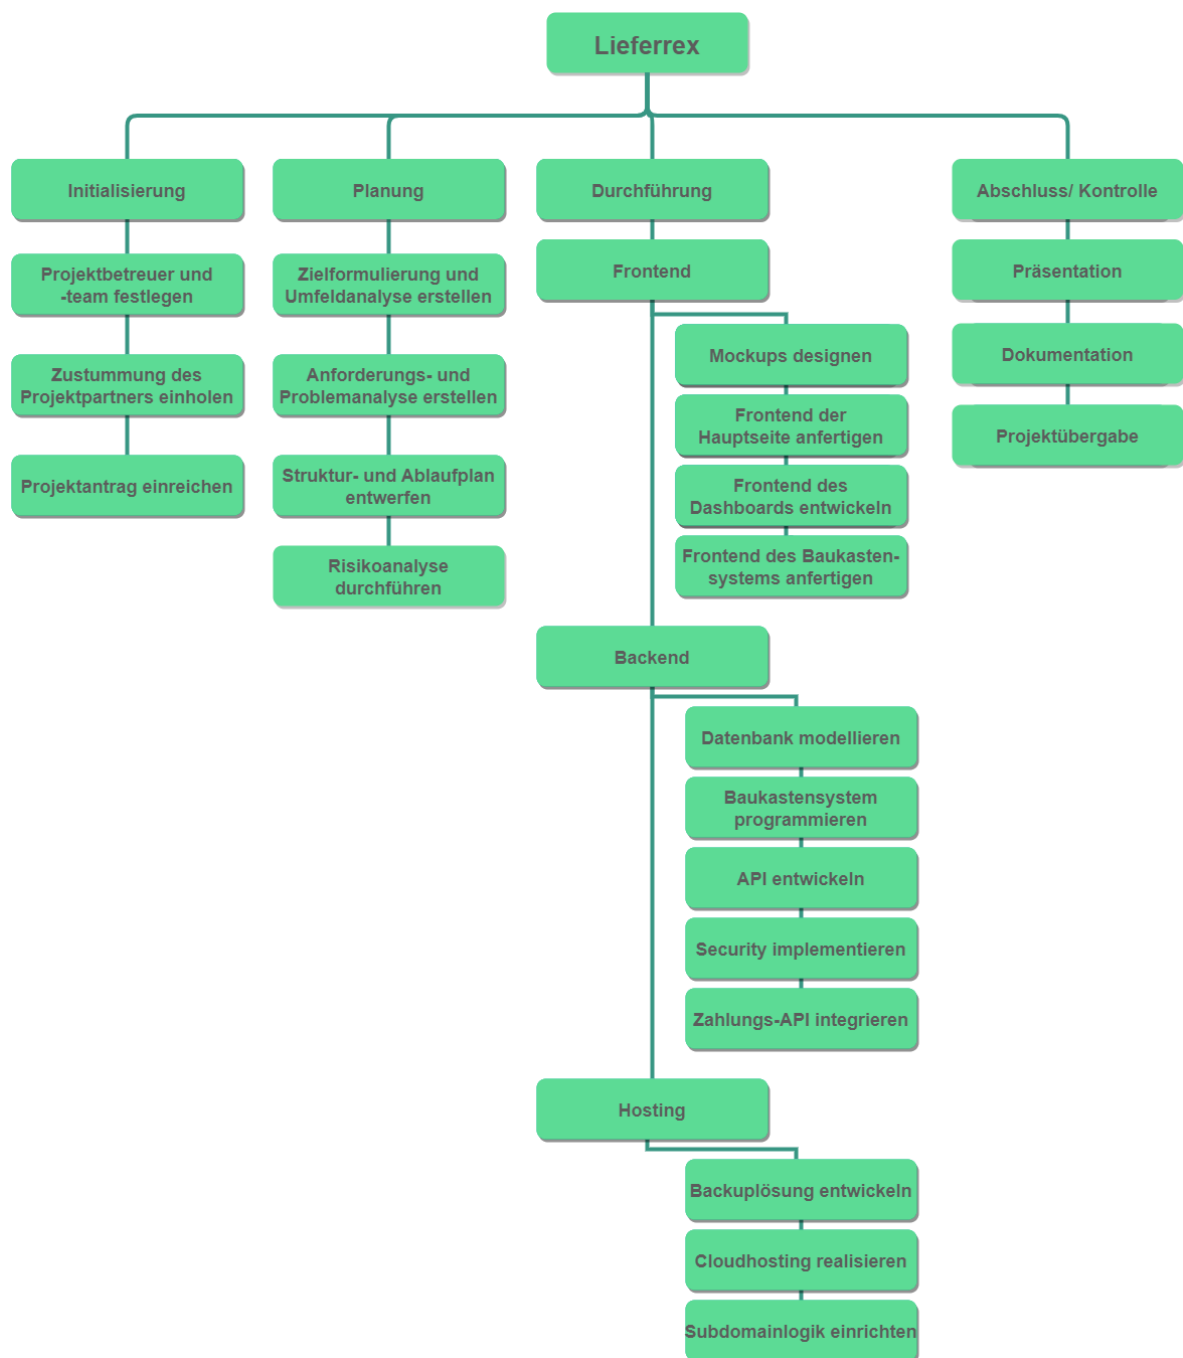 Lieferrex
Initialisierung
Projektbetreuer und
-team festlegen
Zustummung des
Projektpartners einholen
Projektantrag einreichen
Planung
Zielformulierung und
Umfeldanalyse erstellen
Anforderungs- und
Problemanalyse erstellen
Struktur- und Ablaufplan
entwerfen
Risikoanalyse
durchführen
Durchführung
Frontend
Mockups designen
Frontend der
Hauptseite anfertigen
Frontend des
Dashboards entwickeln
Frontend des Baukasten-
systems anfertigen
Backend
Datenbank modellieren
Baukastensystem
programmieren
API entwickeln
Security implementieren
Zahlungs-API integrieren
Hosting
Backuplösung entwickeln
Cloudhosting realisieren
Subdomainlogik einrichten
Abschluss/ Kontrolle
Präsentation
Dokumentation
Projektübergabe